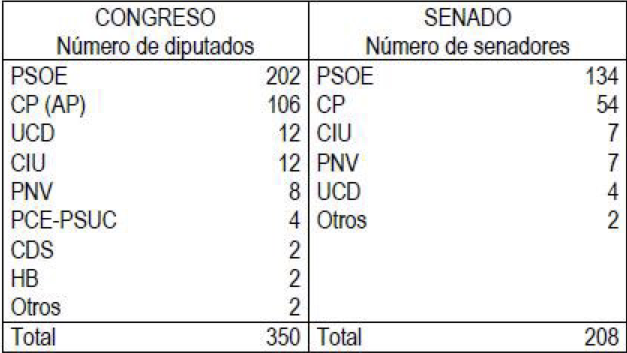 CONGRESO
Número de diputados
SENADO
Número de senadores
PSOE 202
CP (AP) 106
UCD 12
CIU 12
PNV 8
PCE-PSUC 4
CDS 2
HB 2
Otros 2
Total 350
PSOE 134
CP 54
CIU 7
PNV 7
UCD 4
Otros 2
Total 208